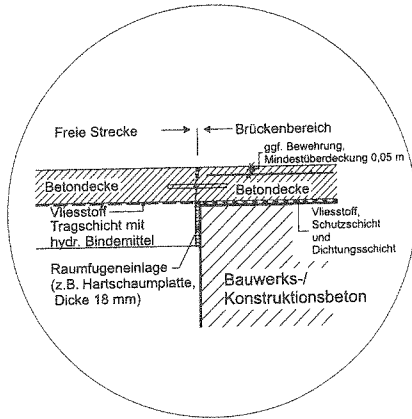 Freie Strecke
Brückenbereich
ggf. Bewehrung,
Mindestüberdeckung 0,05 m
Betondecke
Betondecke
Vliesstoff
Tragschicht mit
hydr. Bindemittel
Vliesstoff,
Schutzschicht
und
Dichtungsschicht
Raumfugeneinlage
(z.B. Hartschaumplatte,
Dicke 18 mm)
Bauwerks-/
Konstruktionsbeton